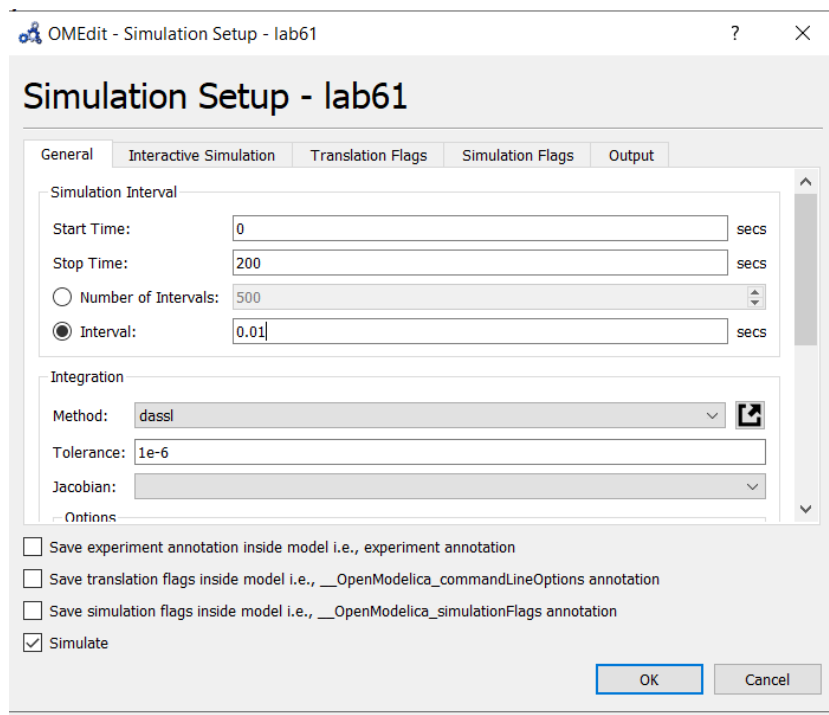 OMEdit - Simulation Setup - lab61 ?
Simulation Setup - lab61
General Interactive Simulation Translation Flags Simulation Flags Output
Simulation Interval
Start Time: 0 secs
Stop Time: 200 secs
Number of Intervals: 500
Interval: 0.01 secs
Integration
Method: dassl
Tolerance: 1e-6
Jacobian:
Options
Save experiment annotation inside model i.e., experiment annotation
Save translation flags inside model i.e., __OpenModelica_commandLineOptions annotation
Save simulation flags inside model i.e., __OpenModelica_simulationFlags annotation
Simulate
OK Cancel